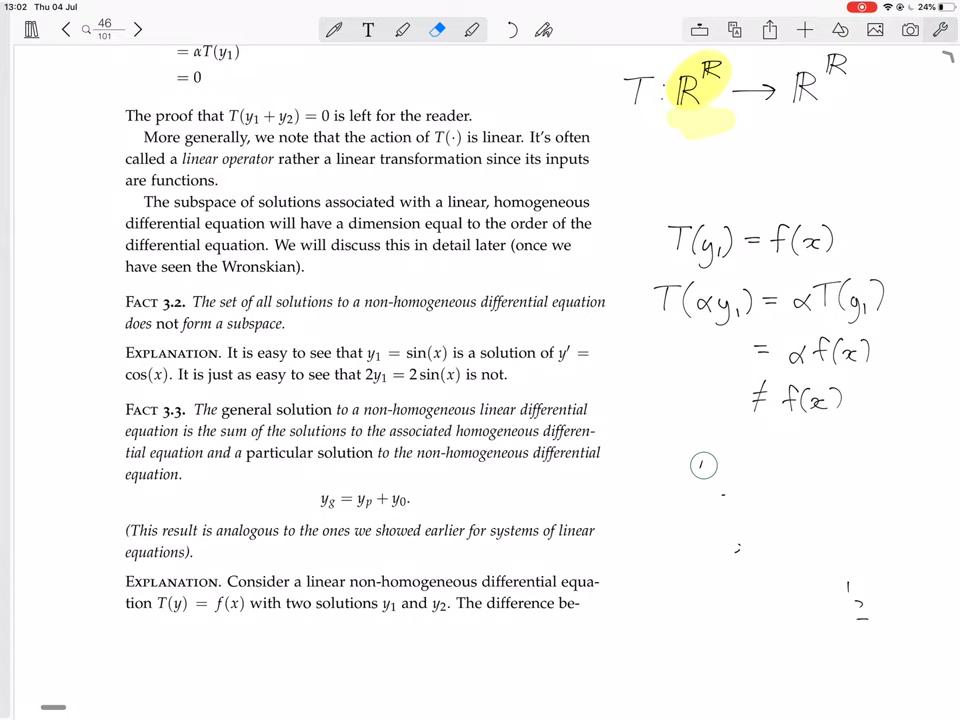 13:02 Thu 04 Jul
24%
46
101
T
= αT(y₁)
= 0
The proof that T(y₁ + y₂) = 0 is left for the reader.
More generally, we note that the action of T(·) is linear. It's often
called a linear operator rather a linear transformation since its inputs
are functions.
The subspace of solutions associated with a linear, homogeneous
differential equation will have a dimension equal to the order of the
differential equation. We will discuss this in detail later (once we
have seen the Wronskian).
FACT 3.2. The set of all solutions to a non-homogeneous differential equation
does not form a subspace.
EXPLANATION. It is easy to see that y₁ = sin(x) is a solution of y′ =
cos(x). It is just as easy to see that 2y₁ = 2 sin(x) is not.
FACT 3.3. The general solution to a non-homogeneous linear differential
equation is the sum of the solutions to the associated homogeneous differen-
tial equation and a particular solution to the non-homogeneous differential
equation.
y_g = y_p + y₀.
(This result is analogous to the ones we showed earlier for systems of linear
equations).
EXPLANATION. Consider a linear non-homogeneous differential equa-
tion T(y) = f(x) with two solutions y₁ and y₂. The difference be-
T : ℝ^ℝ ⟶ ℝ^ℝ
T(y₁) = f(x)
T(αy₁) = αT(y₁)
= αf(x)
≠ f(x)